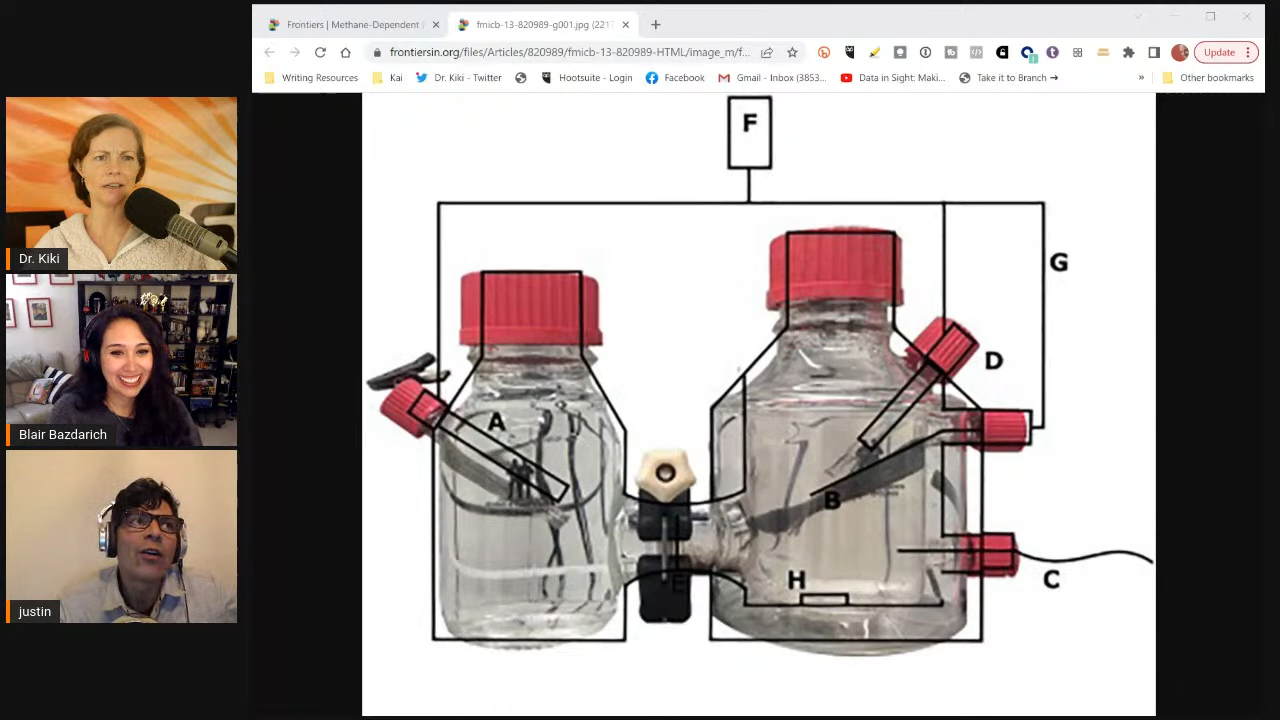 Frontiers | Methane-Dependent
fmicb-13-820989-g001.jpg (221
frontiersin.org/files/Articles/820989/fmicb-13-820989-HTML/image_m/f...
Update
Writing Resources
Kai
Dr. Kiki - Twitter
Hootsuite - Login
Facebook
Gmail - Inbox (3853...
Data in Sight: Maki...
Take it to Branch →
»
Other bookmarks
F
G
D
A
B
E
H
C
Dr. Kiki
Blair Bazdarich
justin